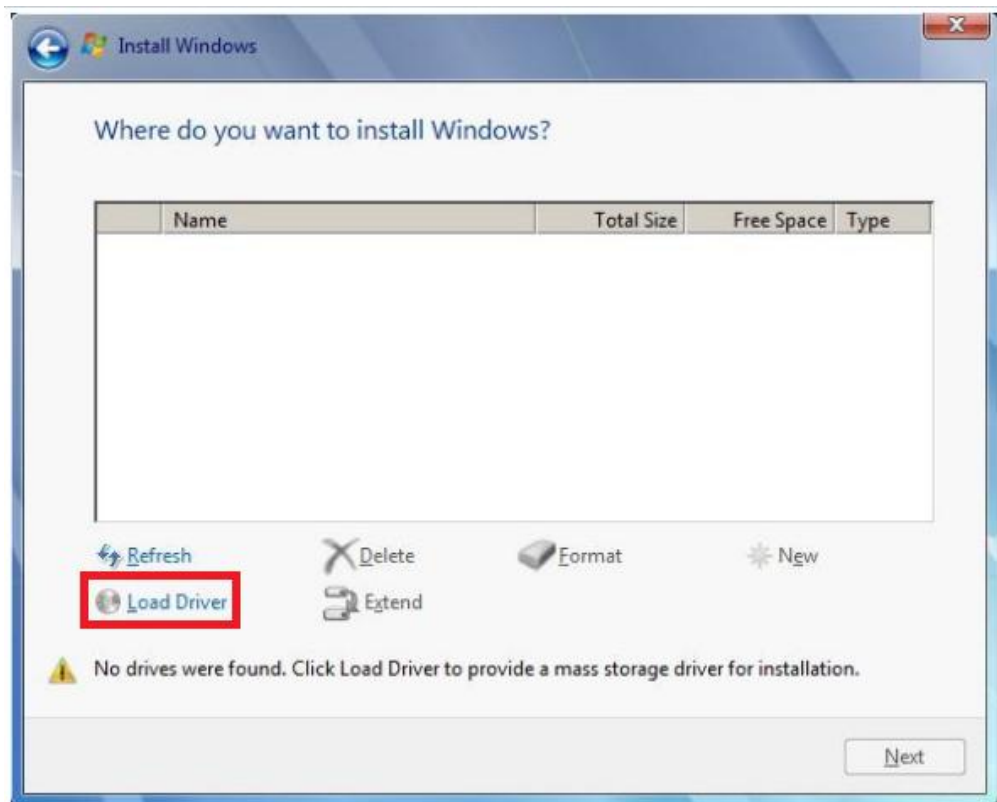 Install Windows
Where do you want to install Windows?
Name Total Size Free Space Type
Refresh Delete Format New
Load Driver Extend
No drives were found. Click Load Driver to provide a mass storage driver for installation.
Next